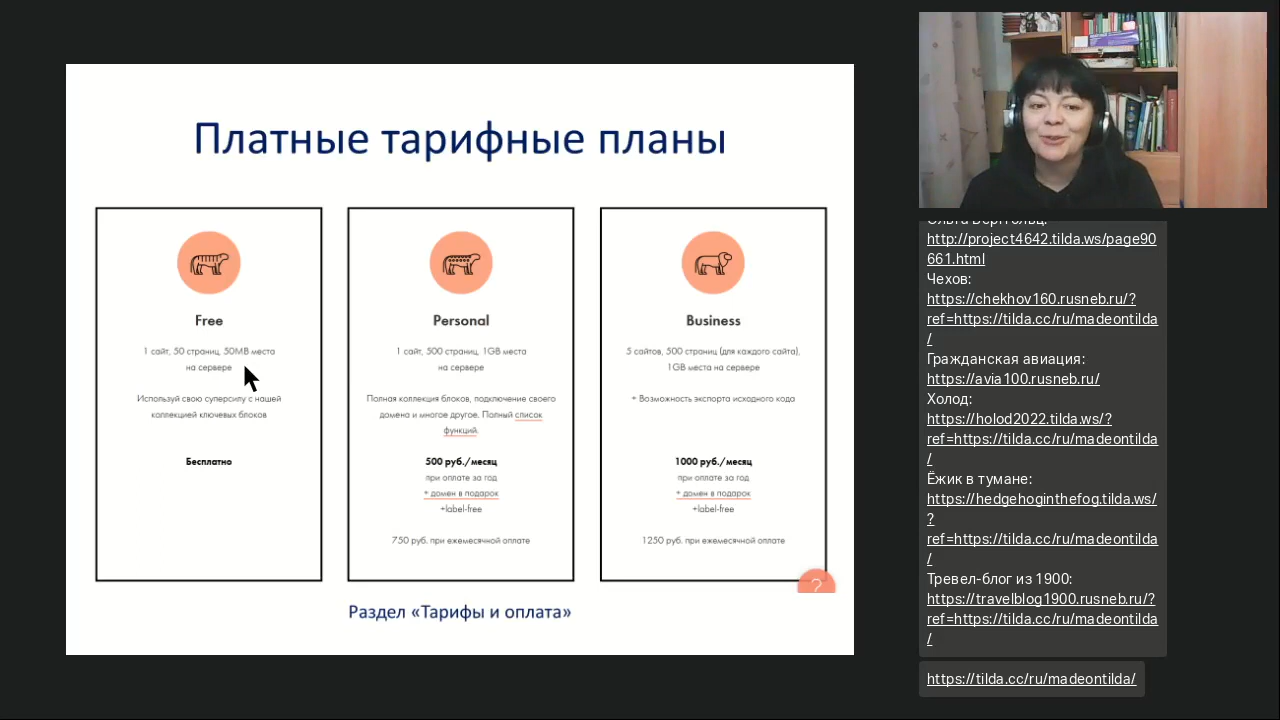 Платные тарифные планы
Free
1 сайт, 50 страниц, 50MB места
на сервере
Используй свою суперсилу с нашей
коллекцией ключевых блоков
Бесплатно
Personal
1 сайт, 500 страниц, 1GB места
на сервере
Полная коллекция блоков, подключение своего
домена и многое другое. Полный список
функций.
500 руб./месяц
при оплате за год
+ домен в подарок
+label-free
750 руб. при ежемесячной оплате
Business
5 сайтов, 500 страниц (для каждого сайта),
1GB места на сервере
+ Возможность экспорта исходного кода
1000 руб./месяц
при оплате за год
+ домен в подарок
+label-free
1250 руб. при ежемесячной оплате
?
Раздел «Тарифы и оплата»
Ольга Берггольц:
http://project4642.tilda.ws/page90
661.html
Чехов:
https://chekhov160.rusneb.ru/?
ref=https://tilda.cc/ru/madeontilda
/
Гражданская авиация:
https://avia100.rusneb.ru/
Холод:
https://holod2022.tilda.ws/?
ref=https://tilda.cc/ru/madeontilda
/
Ёжик в тумане:
https://hedgehoginthefog.tilda.ws/
?
ref=https://tilda.cc/ru/madeontilda
/
Тревел-блог из 1900:
https://travelblog1900.rusneb.ru/?
ref=https://tilda.cc/ru/madeontilda
/
https://tilda.cc/ru/madeontilda/